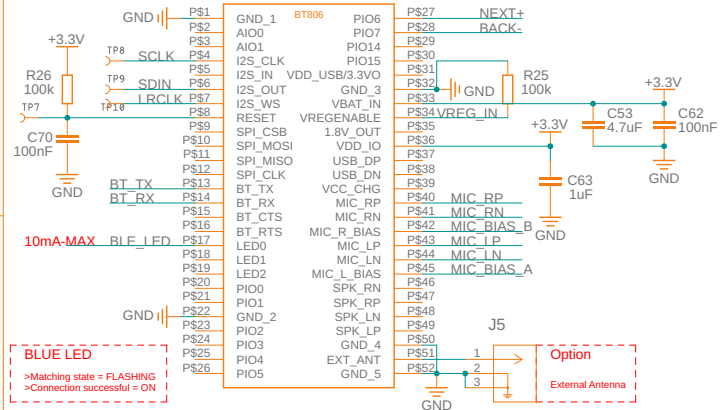 BT806
GND
P$1 GND_1
P$2 AIO0
P$3 AIO1
TP8 SCLK P$4 I2S_CLK
P$5 I2S_IN
TP9 SDIN P$6 I2S_OUT
TP10 LRCLK P$7 I2S_WS
P$8 RESET
P$9 SPI_CSB
P$10 SPI_MOSI
P$11 SPI_MISO
P$12 SPI_CLK
BT_TX P$13 BT_TX
BT_RX P$14 BT_RX
P$15 BT_CTS
P$16 BT_RTS
10mA-MAX BLE_LED P$17 LED0
P$18 LED1
P$19 LED2
P$20 PIO0
P$21 PIO1
GND P$22 GND_2
P$23 PIO2
P$24 PIO3
P$25 PIO4
P$26 PIO5
+3.3V
R26
100k
TP7
C70
100nF
GND
PIO6 P$27 NEXT+
PIO7 P$28 BACK-
PIO14 P$29
PIO15 P$30
VDD_USB/3.3VO P$31
GND_3 P$32 GND
VBAT_IN P$33
VREGENABLE P$34 VREG_IN
1.8V_OUT P$35
VDD_IO P$36
USB_DP P$37
USB_DN P$38
VCC_CHG P$39
MIC_RP P$40 MIC_RP
MIC_RN P$41 MIC_RN
MIC_R_BIAS P$42 MIC_BIAS_B
MIC_LP P$43 MIC_LP
MIC_LN P$44 MIC_LN
MIC_L_BIAS P$45 MIC_BIAS_A
SPK_RN P$46
SPK_RP P$47
SPK_LN P$48
SPK_LP P$49
GND_4 P$50
EXT_ANT P$51
GND_5 P$52
R25
100k
+3.3V
C53
4.7uF
C62
100nF
GND
+3.3V
C63
1uF
GND
J5
1
2
3
GND
Option
External Antenna
BLUE LED
>Matching state = FLASHING
>Connection successful = ON